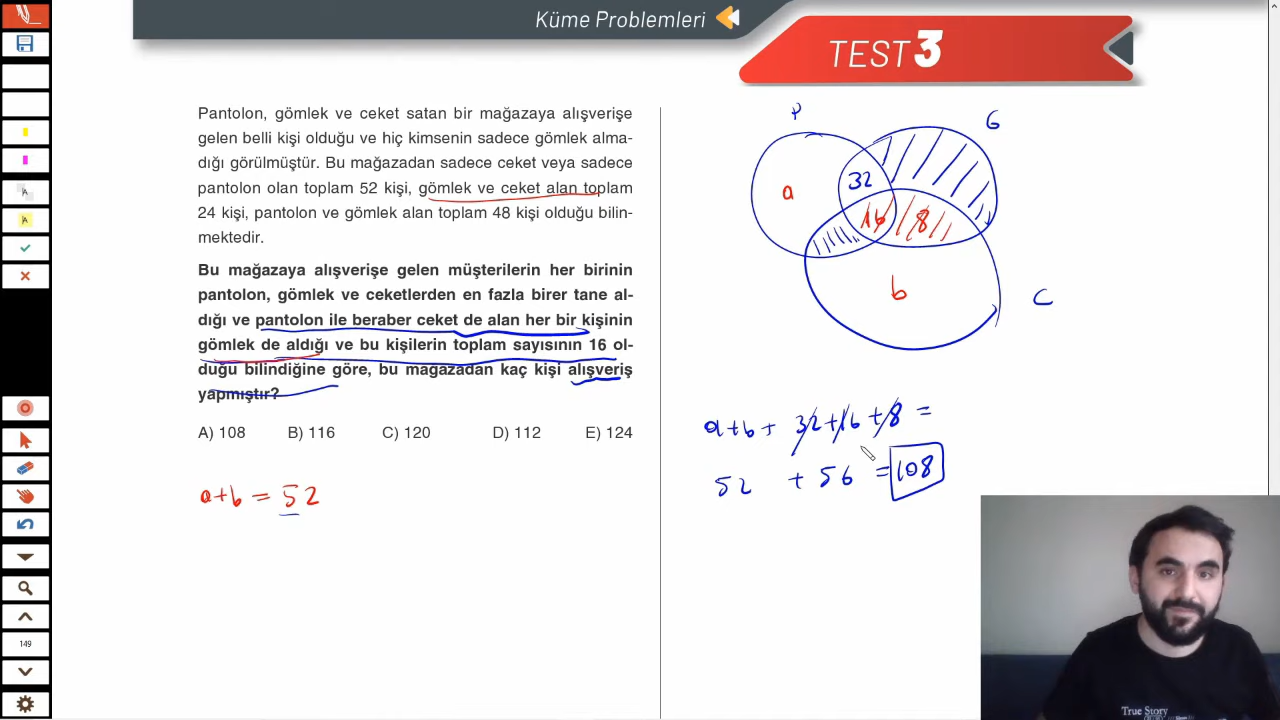 Küme Problemleri
TEST 3
Pantolon, gömlek ve ceket satan bir mağazaya alışverişe
gelen belli kişi olduğu ve hiç kimsenin sadece gömlek alma-
dığı görülmüştür. Bu mağazadan sadece ceket veya sadece
pantolon olan toplam 52 kişi, gömlek ve ceket alan toplam
24 kişi, pantolon ve gömlek alan toplam 48 kişi olduğu bilin-
mektedir.
Bu mağazaya alışverişe gelen müşterilerin her birinin
pantolon, gömlek ve ceketlerden en fazla birer tane al-
dığı ve pantolon ile beraber ceket de alan her bir kişinin
gömlek de aldığı ve bu kişilerin toplam sayısının 16 ol-
duğu bilindiğine göre, bu mağazadan kaç kişi alışveriş
yapmıştır?
A) 108 B) 116 C) 120 D) 112 E) 124
a+b = 52
P
G
32
a
16
8
b
C
a+b+ 32+16+8 =
52 + 56 = 108
A
A
149
True Story